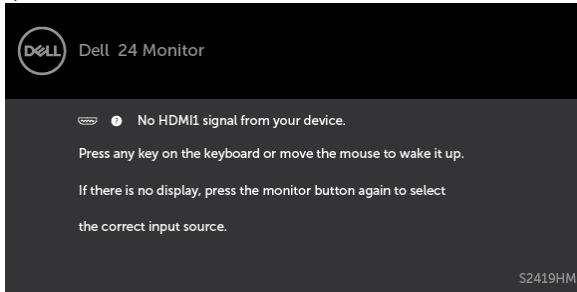 DELL
Dell 24 Monitor
? No HDMI1 signal from your device.
Press any key on the keyboard or move the mouse to wake it up.
If there is no display, press the monitor button again to select
the correct input source.
S2419HM